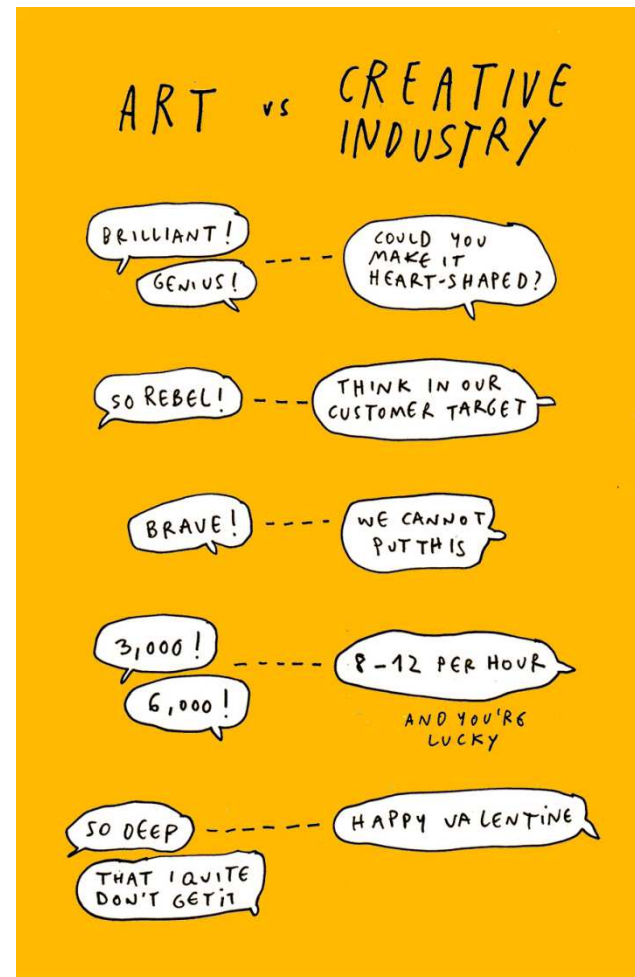 ART vs CREATIVE
INDUSTRY
BRILLIANT!
GENIUS!
COULD YOU
MAKE IT
HEART-SHAPED?
SO REBEL!
THINK IN OUR
CUSTOMER TARGET
BRAVE!
WE CANNOT
PUT THIS
3,000!
6,000!
8-12 PER HOUR
AND YOU'RE
LUCKY
SO DEEP
THAT I QUITE
DON'T GET iT
HAPPY VALENTINE